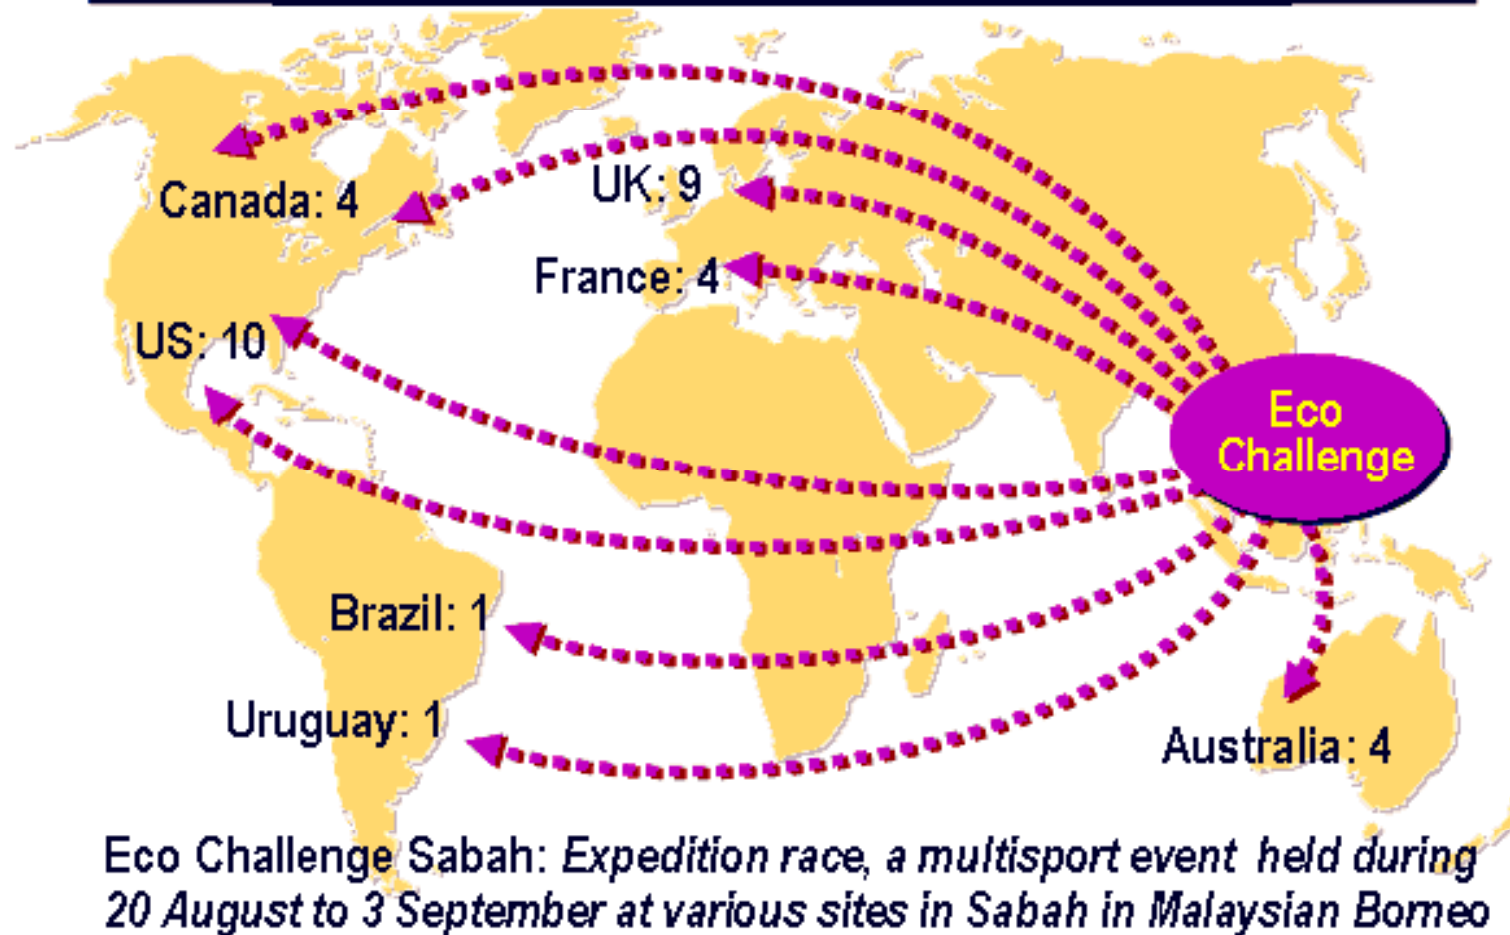 UK: 9
Canada: 4
France: 4
US: 10
Eco
Challenge
Brazil: 1
Uruguay: 1
Australia: 4
Eco Challenge Sabah: Expedition race, a multisport event held during
20 August to 3 September at various sites in Sabah in Malaysian Borneo